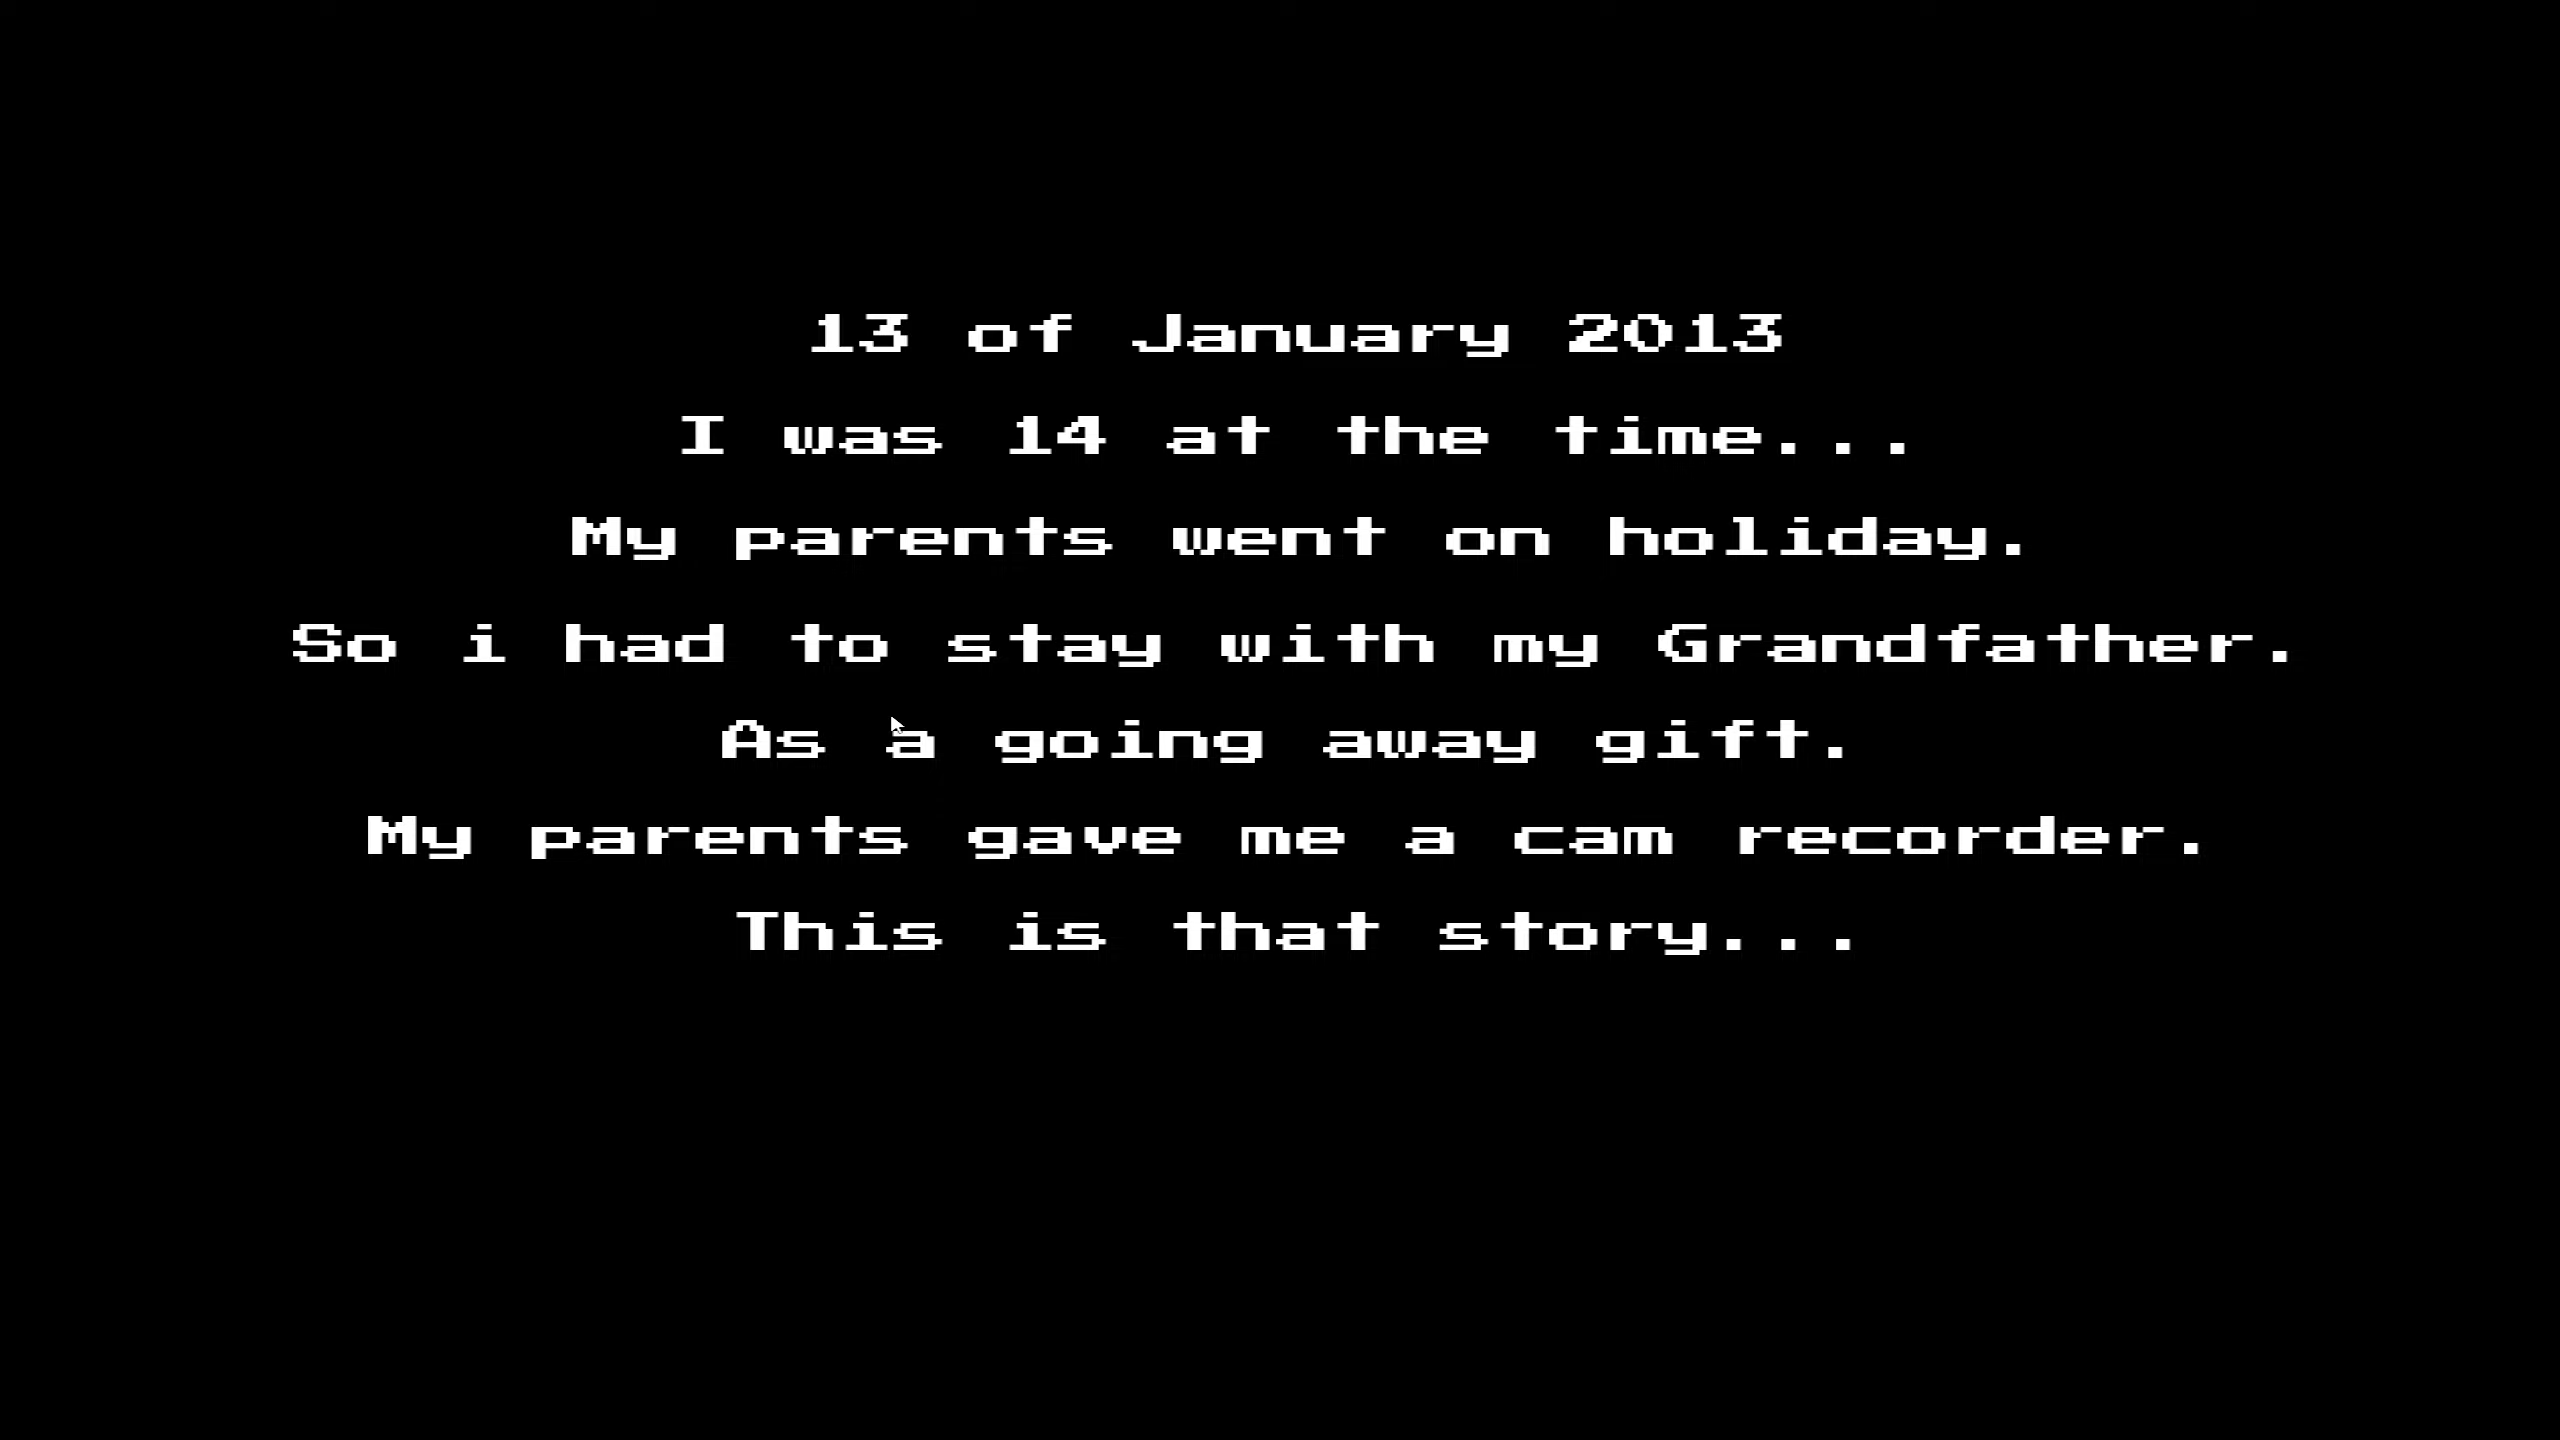 13 of January 2013
I was 14 at the time...
My parents went on holiday.
So i had to stay with my Grandfather.
As a going away gift.
My parents gave me a cam recorder.
This is that story...